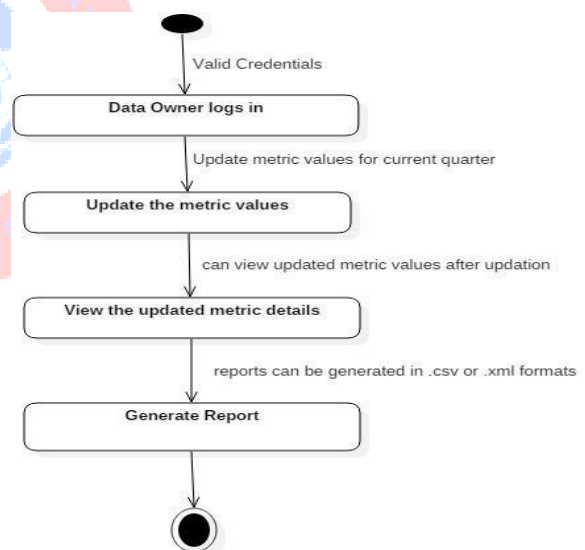 Valid Credentials
Data Owner logs in
Update metric values for current quarter
Update the metric values
can view updated metric values after updation
View the updated metric details
reports can be generated in .csv or .xml formats
Generate Report